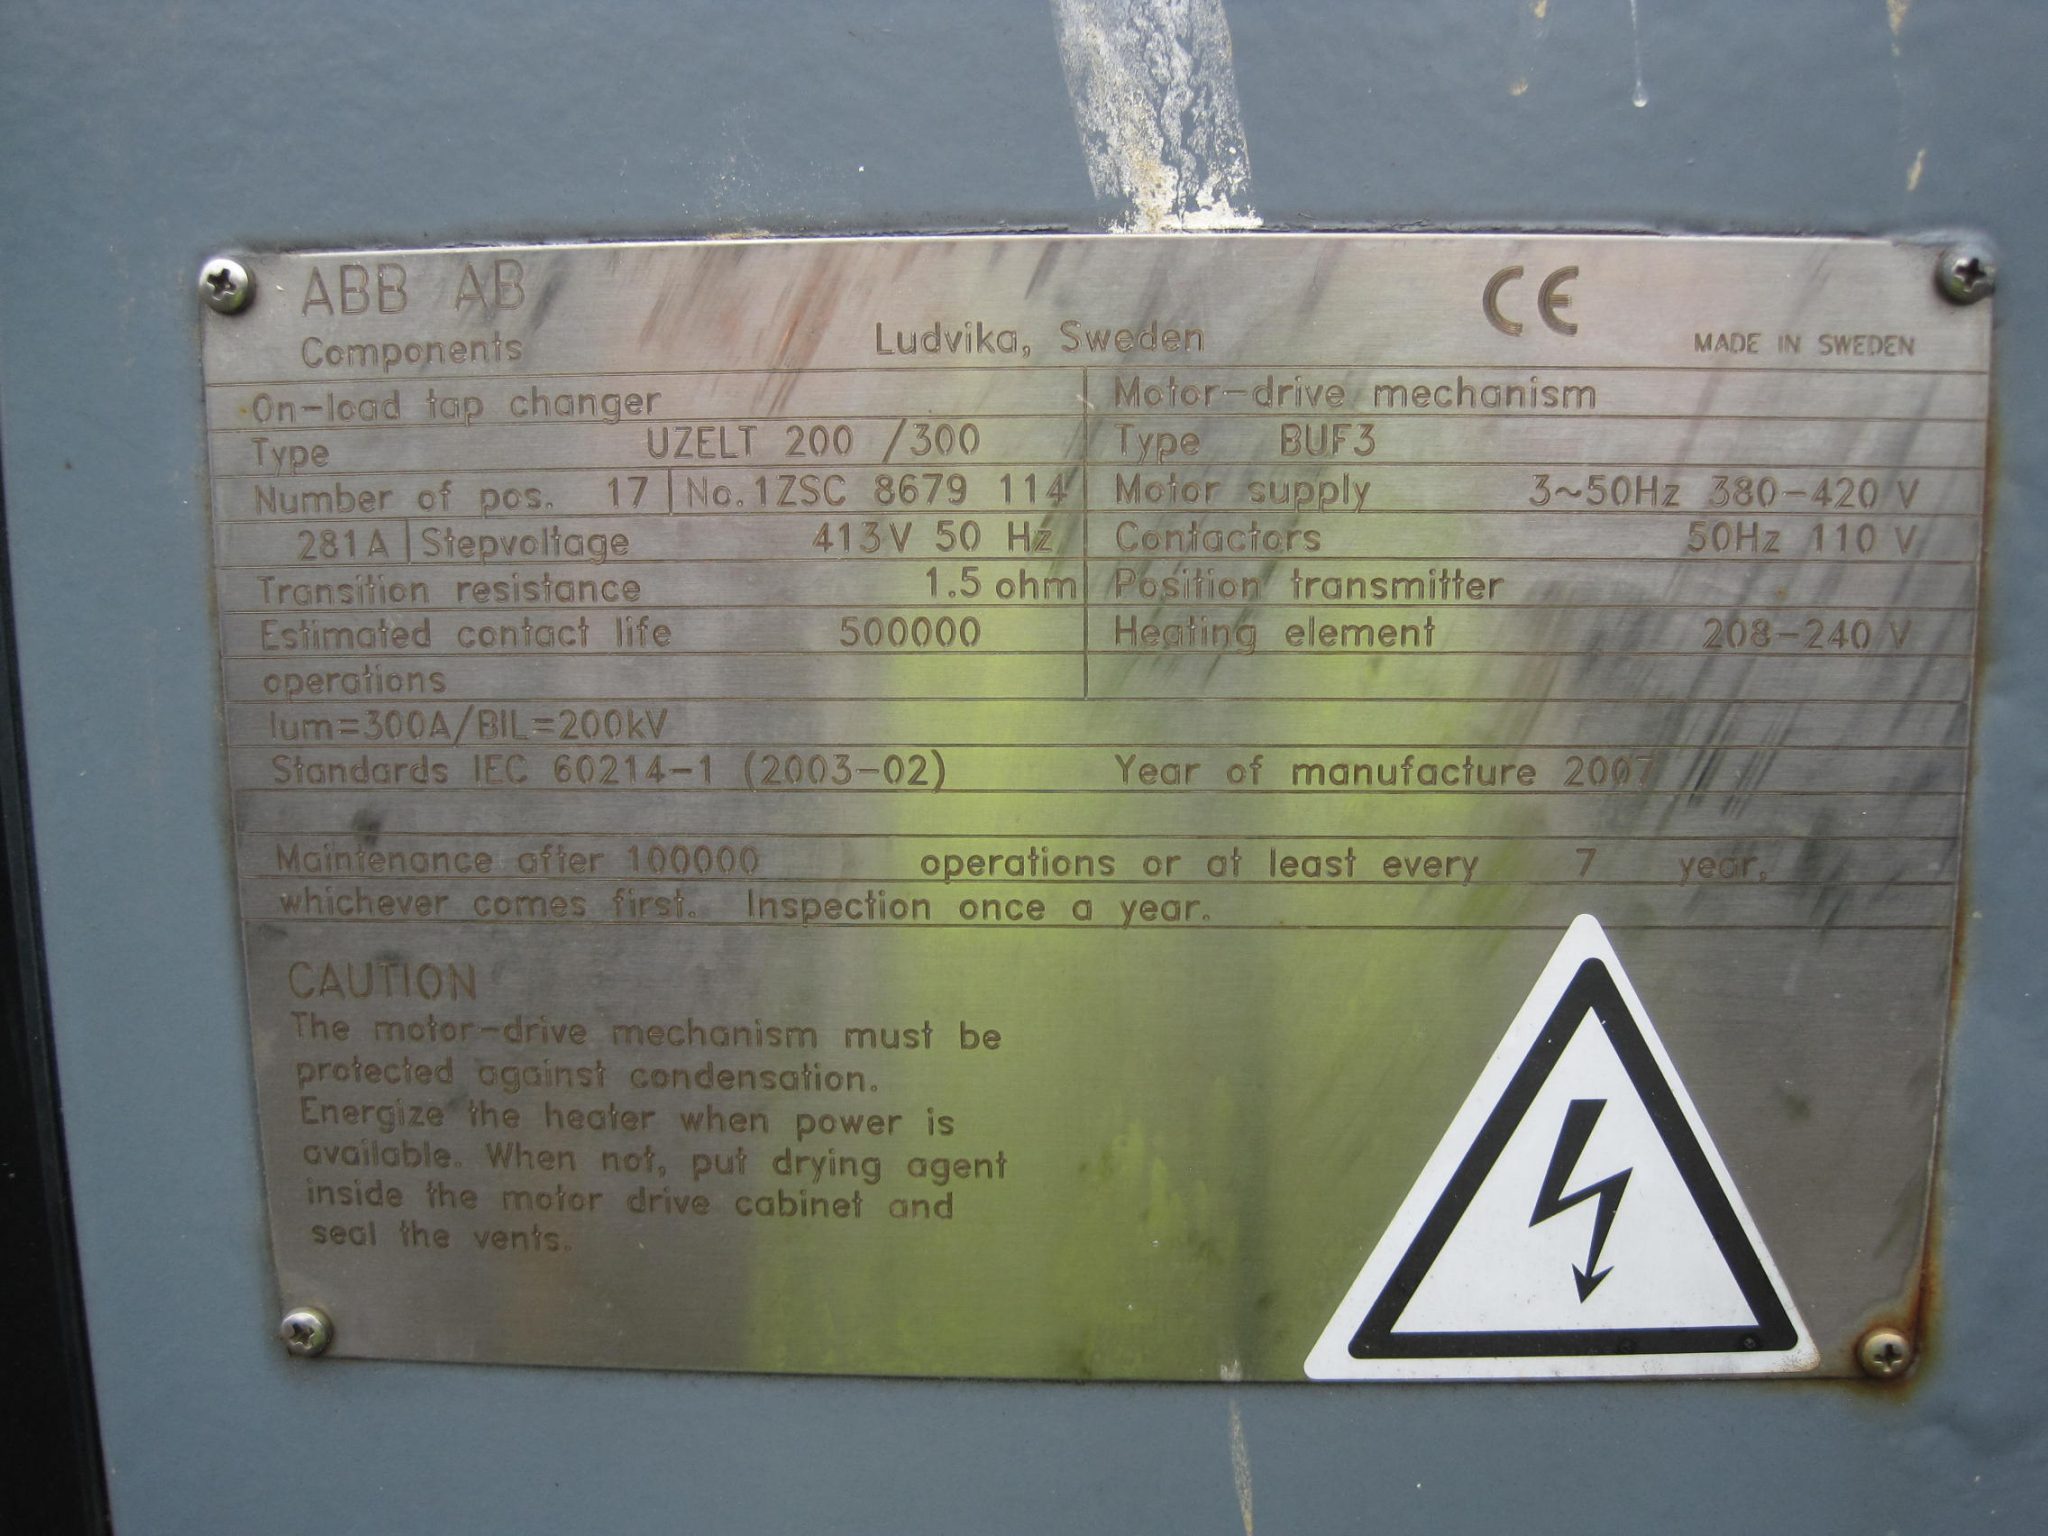 ABB AB
CE
Components Ludvika, Sweden MADE IN SWEDEN
On-load tap changer
Type UZELT 200 /300
Number of pos. 17 No.1ZSC 8679 114
281A Stepvoltage 413V 50 Hz
Transition resistance 1.5 ohm
Estimated contact life 500000
operations
Motor-drive mechanism
Type BUF3
Motor supply 3~50Hz 380-420 V
Contactors 50Hz 110 V
Position transmitter
Heating element 208-240 V
Ium=300A/BIL=200kV
Standards IEC 60214-1 (2003-02) Year of manufacture 2007
Maintenance after 100000 operations or at least every 7 year,
whichever comes first. Inspection once a year.
CAUTION
The motor-drive mechanism must be
protected against condensation.
Energize the heater when power is
available. When not, put drying agent
inside the motor drive cabinet and
seal the vents.